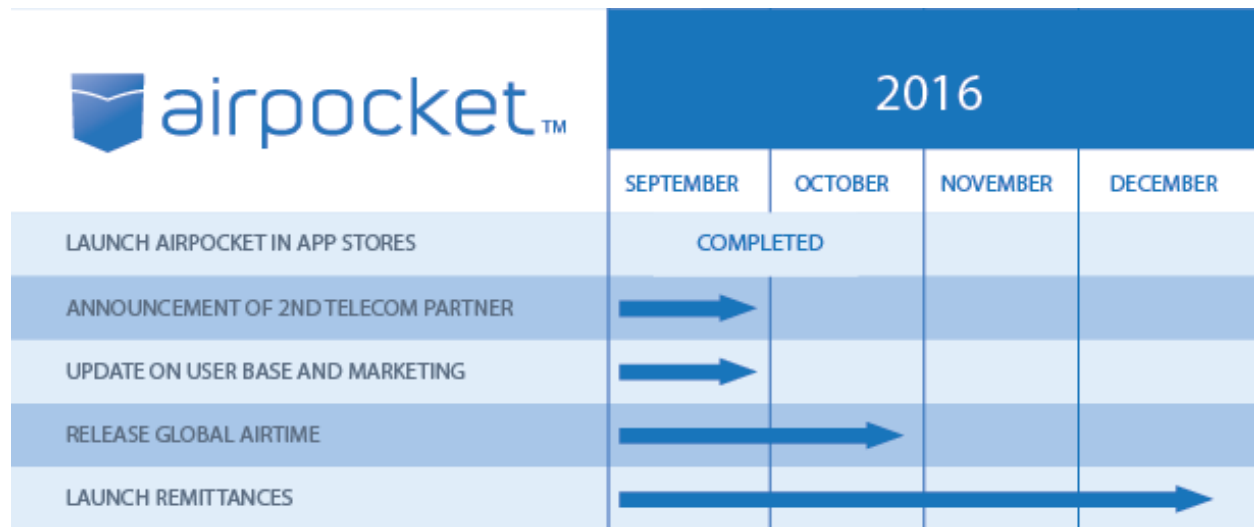 airpocket™
2016
SEPTEMBER OCTOBER NOVEMBER DECEMBER
LAUNCH AIRPOCKET IN APP STORES COMPLETED
ANNOUNCEMENT OF 2ND TELECOM PARTNER
UPDATE ON USER BASE AND MARKETING
RELEASE GLOBAL AIRTIME
LAUNCH REMITTANCES